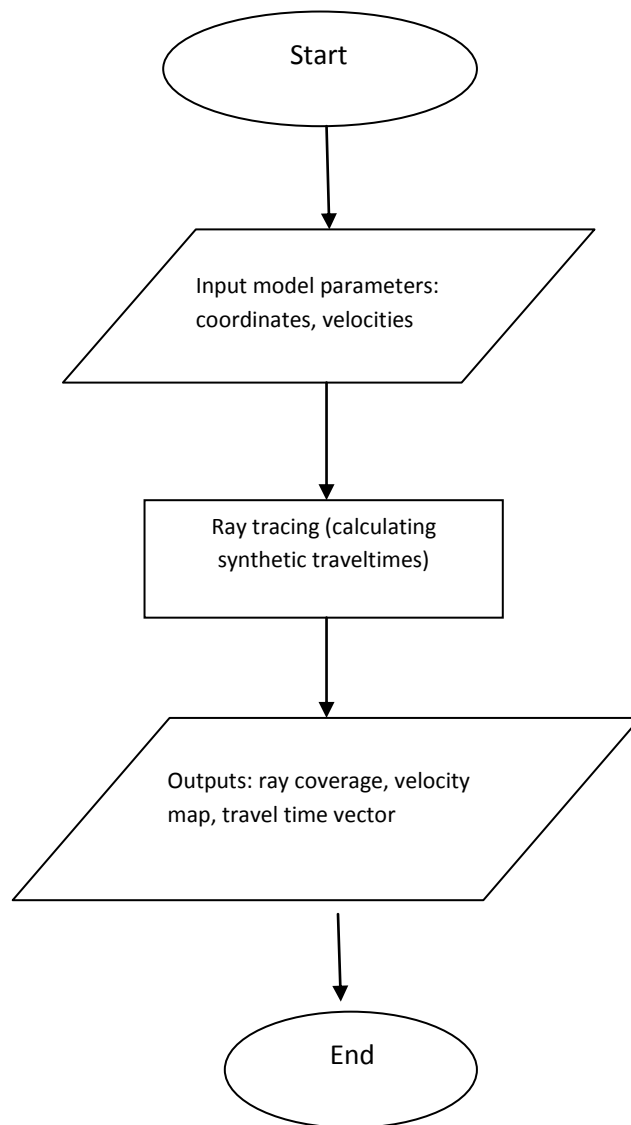 Start
Input model parameters:
coordinates, velocities
Ray tracing (calculating
synthetic traveltimes)
Outputs: ray coverage, velocity
map, travel time vector
End